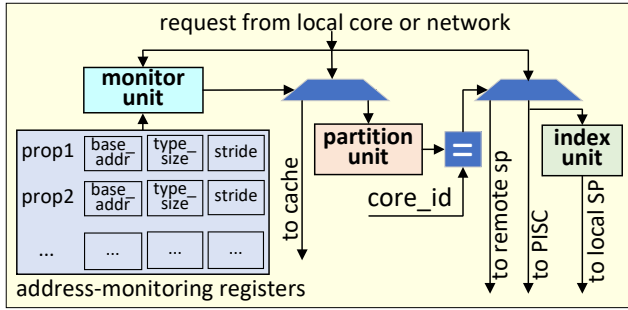 request from local core or network
monitor
unit
partition
unit
=
index
unit
core_id
prop1
base_
addr
type_
size
stride
prop2
base_
addr
type_
size
stride
...
...
...
...
address-monitoring registers
to cache
to remote sp
to PISC
to local SP